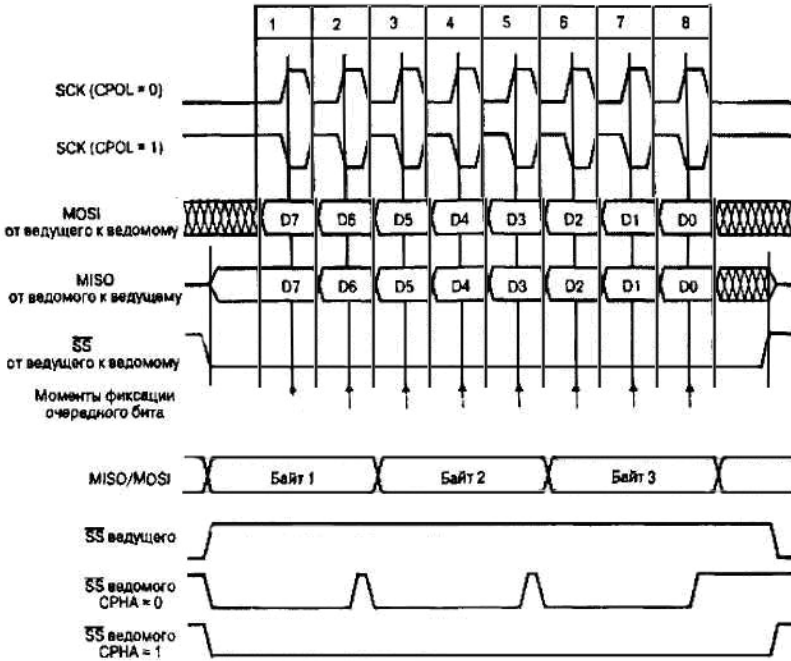 1 2 3 4 5 6 7 8
SCK (CPOL = 0)
SCK (CPOL = 1)
MOSI
от ведущего к ведомому
D7 D6 D5 D4 D3 D2 D1 D0
MISO
от ведомого к ведущему
D7 D6 D5 D4 D3 D2 D1 D0
SS
от ведущего к ведомому
Моменты фиксации
очередного бита
MISO/MOSI
Байт 1 Байт 2 Байт 3
SS ведущего
SS ведомого
CPHA = 0
SS ведомого
CPHA = 1